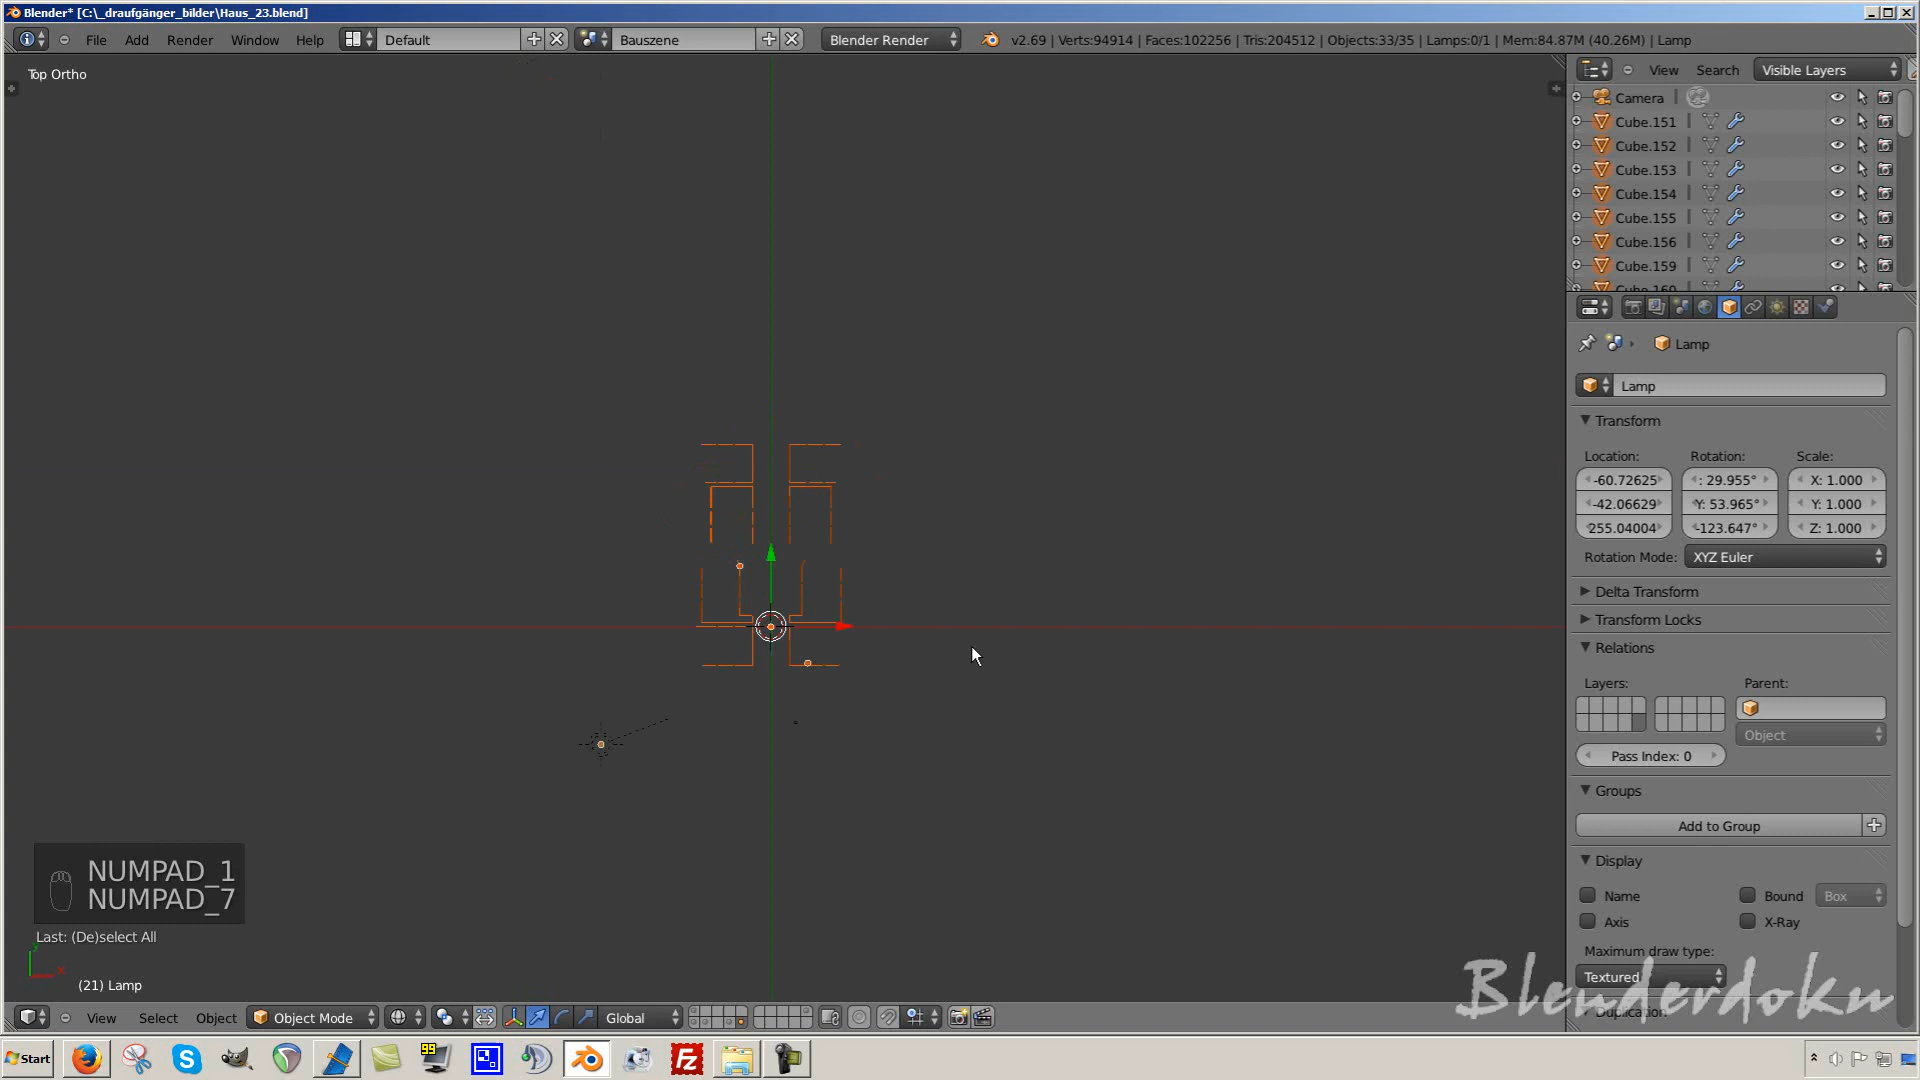 Blender* [C:\_draufgänger_bilder\Haus_23.blend]
File Add Render Window Help Default Bauszene Blender Render v2.69 | Verts:94914 | Faces:102256 | Tris:204512 | Objects:33/35 | Lamps:0/1 | Mem:84.87M (40.26M) | Lamp
Top Ortho
View Search Visible Layers
Camera
Cube.151
Cube.152
Cube.153
Cube.154
Cube.155
Cube.156
Cube.159
Cube.160
Lamp
Lamp
Transform
Location: Rotation: Scale:
-60.72625 : 29.955° X: 1.000
-42.06629 Y: 53.965° Y: 1.000
255.04004 -123.647° Z: 1.000
Rotation Mode: XYZ Euler
Delta Transform
Transform Locks
Relations
Layers: Parent:
Object
Pass Index: 0
Groups
Add to Group
Display
Name Bound Box
Axis X-Ray
Maximum draw type:
Textured
Duplication
Blenderdoku
NUMPAD_1
NUMPAD_7
Last: (De)select All
y
x
(21) Lamp
View Select Object Object Mode Global
Start
99